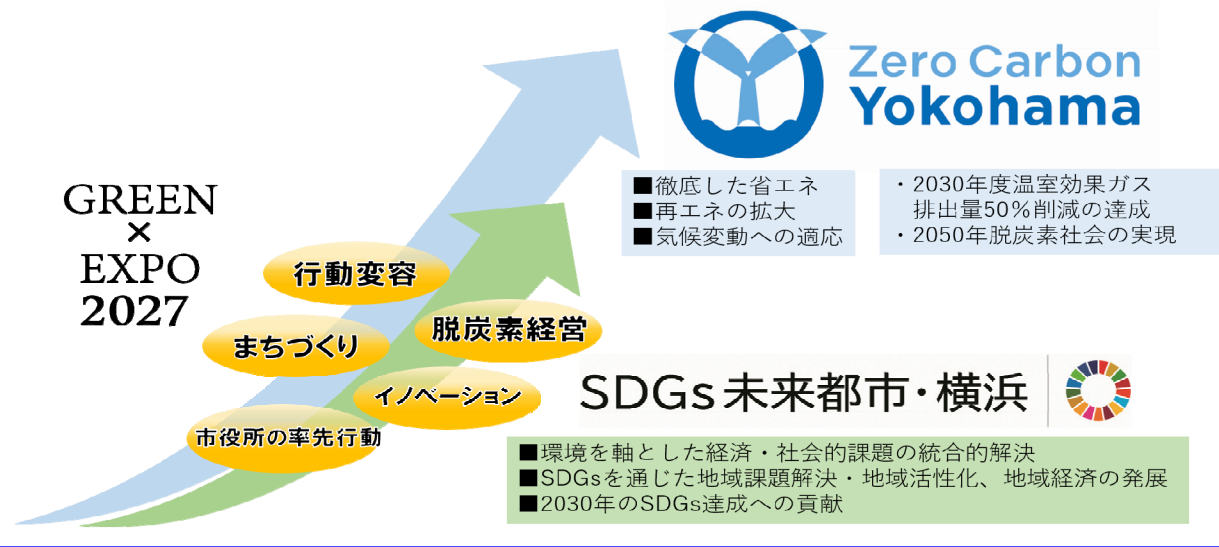 Zero Carbon
Yokohama
■徹底した省エネ
■再エネの拡大
■気候変動への適応
・2030年度温室効果ガス
排出量50%削減の達成
・2050年脱炭素社会の実現
GREEN
×
EXPO
2027
行動変容
脱炭素経営
まちづくり
イノベーション
市役所の率先行動
SDGs未来都市・横浜
■環境を軸とした経済・社会的課題の統合的解決
■SDGsを通じた地域課題解決・地域活性化、地域経済の発展
■2030年のSDGs達成への貢献